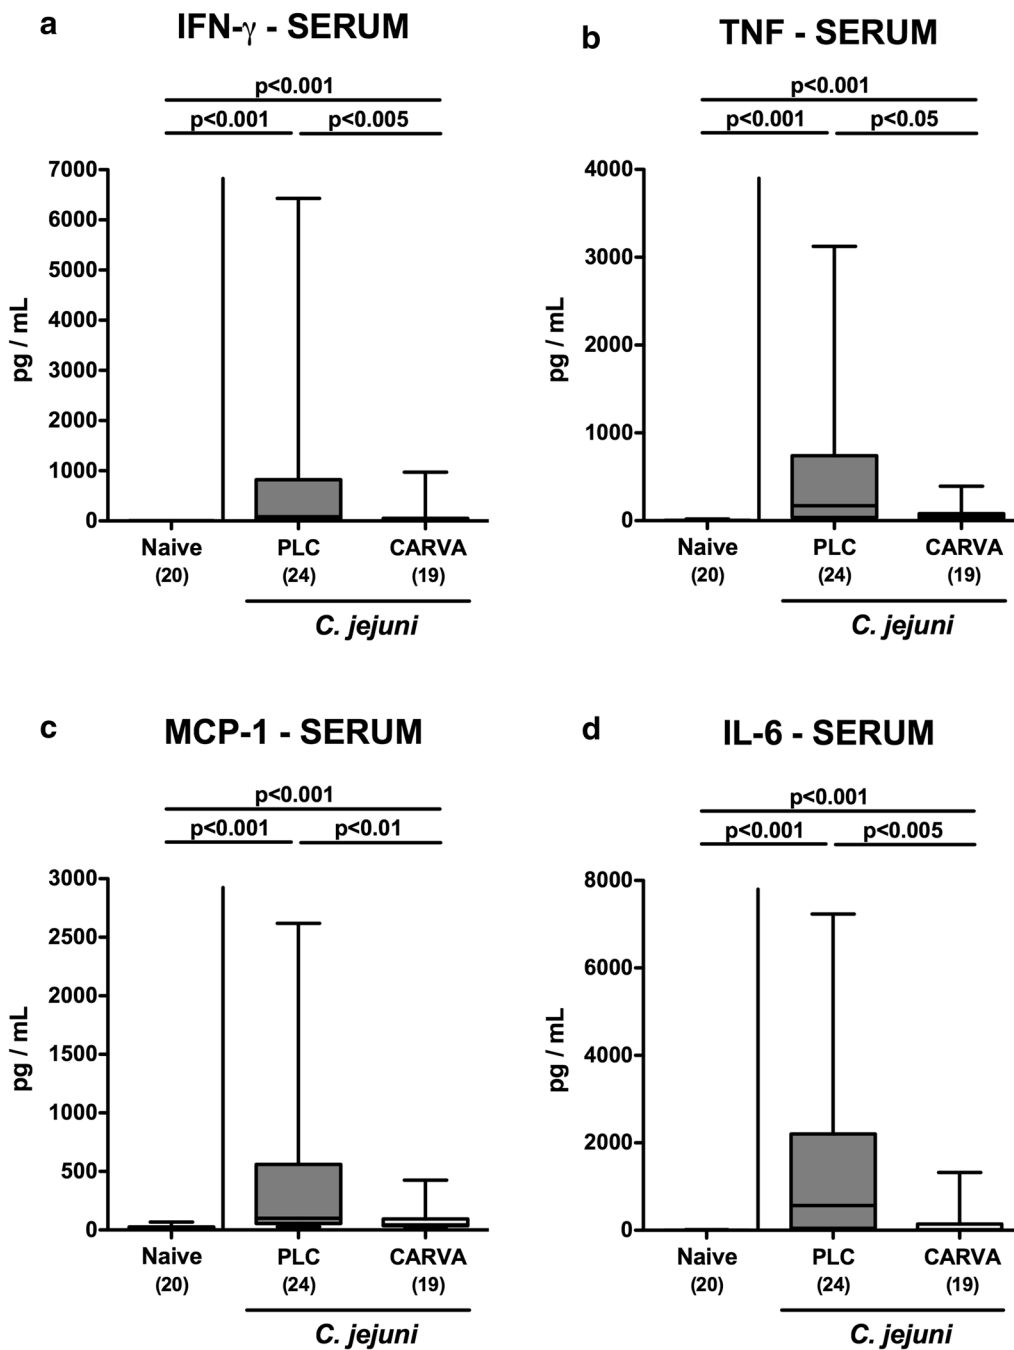 a
IFN-γ - SERUM
p<0.001
p<0.001 p<0.005
7000
6000
5000
4000
3000
2000
1000
0
pg / mL
Naive PLC CARVA
(20) (24) (19)
C. jejuni
b
TNF - SERUM
p<0.001
p<0.001 p<0.05
4000
3000
2000
1000
0
pg / mL
Naive PLC CARVA
(20) (24) (19)
C. jejuni
c
MCP-1 - SERUM
p<0.001
p<0.001 p<0.01
3000
2500
2000
1500
1000
500
0
pg / mL
Naive PLC CARVA
(20) (24) (19)
C. jejuni
d
IL-6 - SERUM
p<0.001
p<0.001 p<0.005
8000
6000
4000
2000
0
pg / mL
Naive PLC CARVA
(20) (24) (19)
C. jejuni